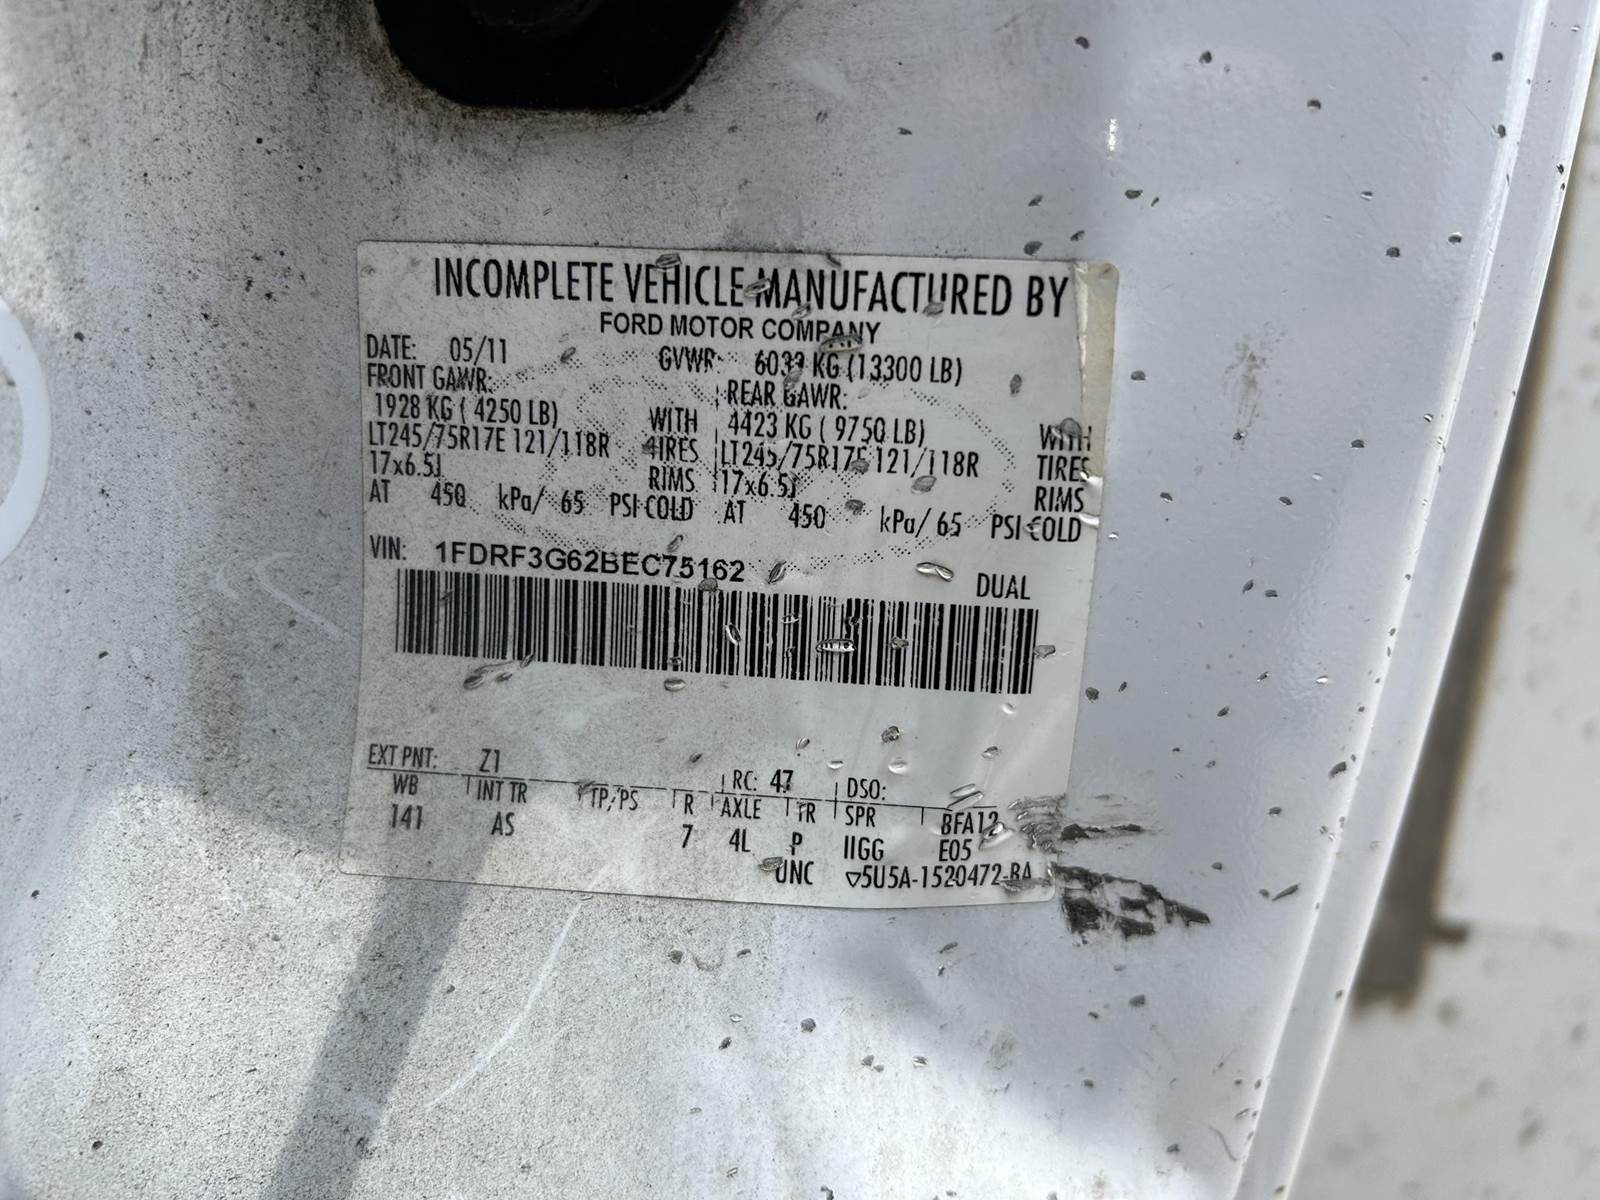 INCOMPLETE VEHICLE MANUFACTURED BY
FORD MOTOR COMPANY
DATE: 05/11 GVWR: 6033 KG (13300 LB)
FRONT GAWR: REAR GAWR:
1928 KG ( 4250 LB) WITH 4423 KG ( 9750 LB) WITH
LT245/75R17E 121/118R TIRES LT245/75R17E 121/118R TIRES
17x6.5J RIMS 17x6.5J RIMS
AT 450 kPa/ 65 PSI COLD AT 450 kPa/ 65 PSI COLD
VIN: 1FDRF3G62BEC75162
DUAL
EXT PNT: Z1 RC: 47 DSO:
WB INT TR TP/PS R AXLE TR SPR BFA12
141 AS 7 4L P IIGG E05
UNC ▽5U5A-1520472-BA